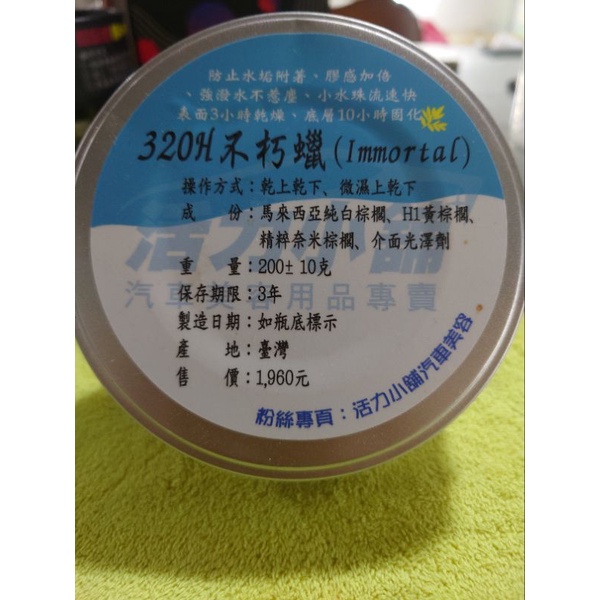 防止水垢附著、膠感加倍
、強潑水不惹塵、小水珠流速快
表面3小時乾燥、底層10小時固化
320H不朽蠟(Immortal)
操作方式：乾上乾下、微濕上乾下
成　份：馬來西亞純白棕櫚、H1黃棕櫚、
精粹奈米棕櫚、介面光澤劑
活力小舖
重　量：200±10克
汽車美容用品專賣
保存期限：3年
製造日期：如瓶底標示
產　地：臺灣
售　價：1,960元
粉絲專頁：活力小舖汽車美容